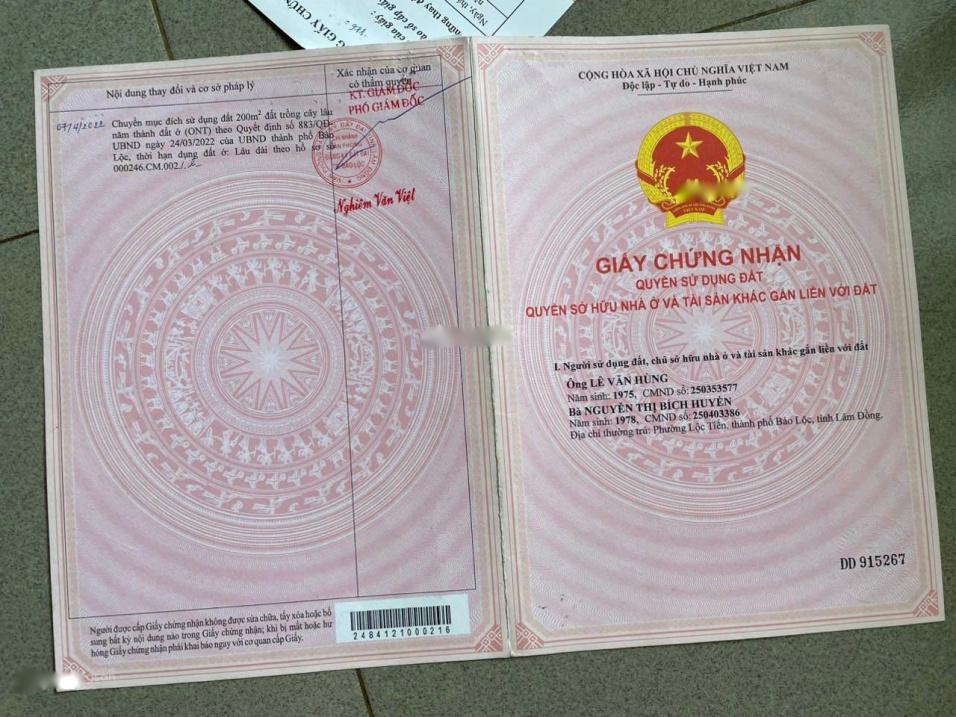 Nội dung thay đổi và cơ sở pháp lý
Xác nhận của cơ quan
có thẩm quyền
07/4/2022
Chuyển mục đích sử dụng đất 200m² đất trồng cây lâu
năm thành đất ở (ONT) theo Quyết định số 883/QĐ-
UBND ngày 24/03/2022 của UBND thành phố Bảo
Lộc, thời hạn dụng đất ở: Lâu dài theo hồ sơ số
000246.CM.002./.
KT. GIÁM ĐỐC
PHÓ GIÁM ĐỐC
Nghiêm Văn Việt
Người được cấp Giấy chứng nhận không được sửa chữa, tẩy xóa hoặc bổ
sung bất kỳ nội dung nào trong Giấy chứng nhận; khi bị mất hoặc hư
hỏng Giấy chứng nhận phải khai báo ngay với cơ quan cấp Giấy.
2484121000216
CỘNG HÒA XÃ HỘI CHỦ NGHĨA VIỆT NAM
Độc lập - Tự do - Hạnh phúc
VIỆT NAM
GIẤY CHỨNG NHẬN
QUYỀN SỬ DỤNG ĐẤT
QUYỀN SỞ HỮU NHÀ Ở VÀ TÀI SẢN KHÁC GẮN LIỀN VỚI ĐẤT
I. Người sử dụng đất, chủ sở hữu nhà ở và tài sản khác gắn liền với đất
Ông LÊ VĂN HÙNG
Năm sinh: 1975, CMND số: 250353577
Bà NGUYỄN THỊ BÍCH HUYỀN
Năm sinh: 1978, CMND số: 250403386
Địa chỉ thường trú: Phường Lộc Tiến, thành phố Bảo Lộc, tỉnh Lâm Đồng.
DD 915267